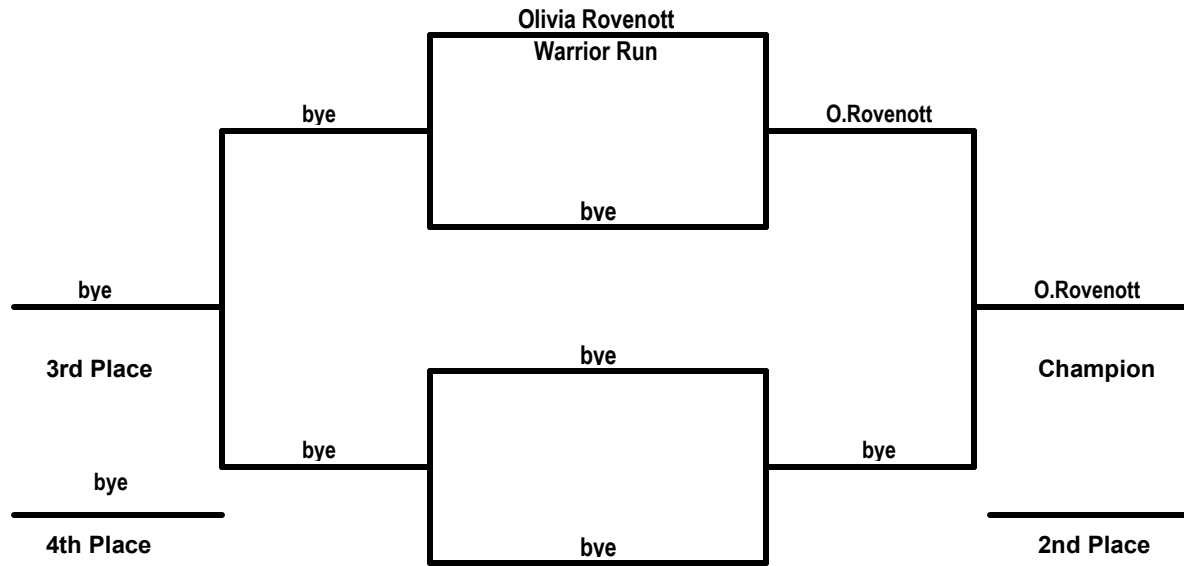 Olivia Rovenott
Warrior Run
bye
O.Rovenott
bye
bye
O.Rovenott
3rd Place
bye
Champion
bye
bye
bye
4th Place
bye
2nd Place